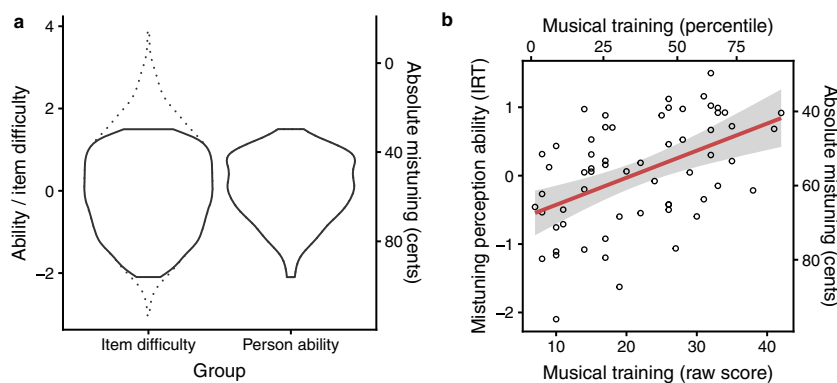 a
4
2
0
−2
Ability / item difficulty
0
40
80
Absolute mistuning (cents)
Item difficulty
Person ability
Group
b
Musical training (percentile)
0
25
50
75
1
0
−1
−2
Mistuning perception ability (IRT)
40
60
80
Absolute mistuning (cents)
10
20
30
40
Musical training (raw score)